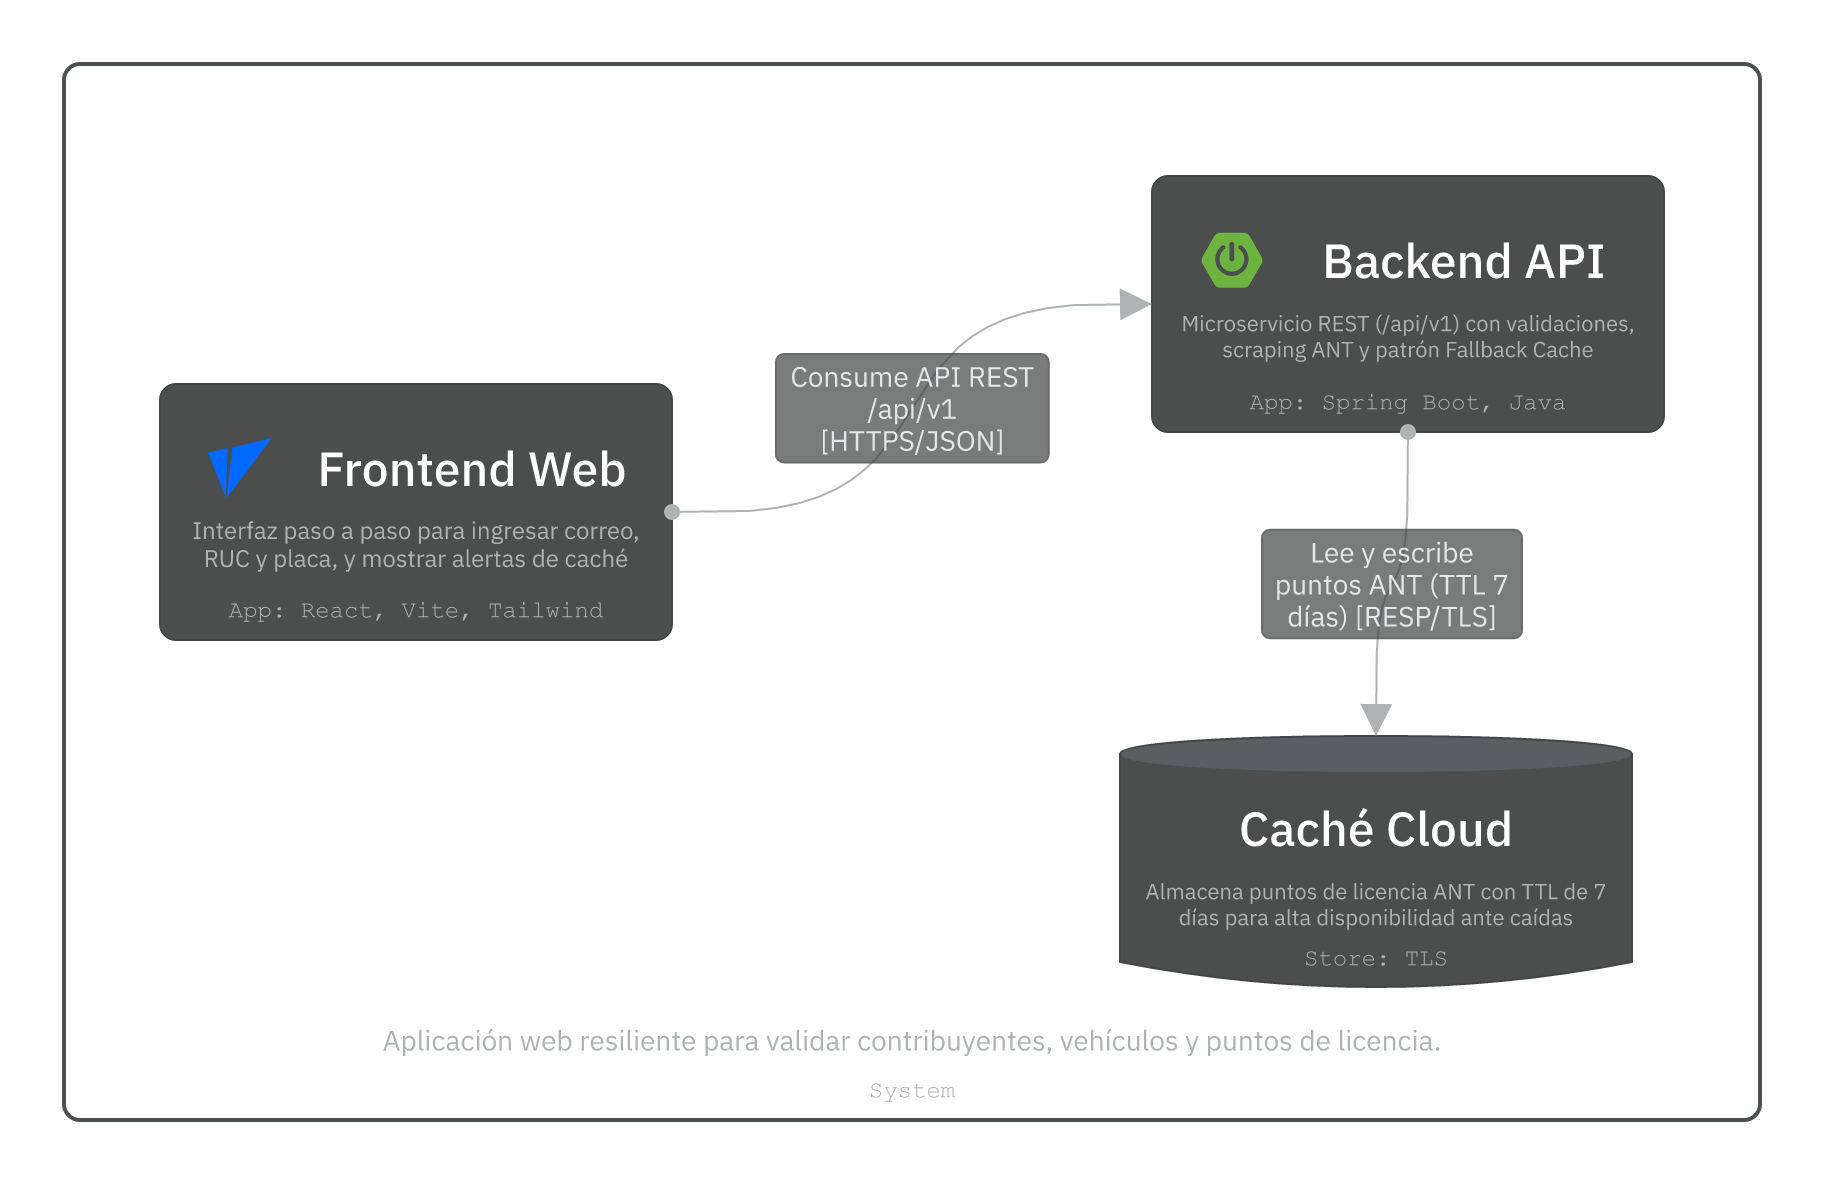 Frontend Web
Interfaz paso a paso para ingresar correo,
RUC y placa, y mostrar alertas de caché
App: React, Vite, Tailwind
Consume API REST
/api/v1
[HTTPS/JSON]
Backend API
Microservicio REST (/api/v1) con validaciones,
scraping ANT y patrón Fallback Cache
App: Spring Boot, Java
Lee y escribe
puntos ANT (TTL 7
días) [RESP/TLS]
Caché Cloud
Almacena puntos de licencia ANT con TTL de 7
días para alta disponibilidad ante caídas
Store: TLS
Aplicación web resiliente para validar contribuyentes, vehículos y puntos de licencia.
System